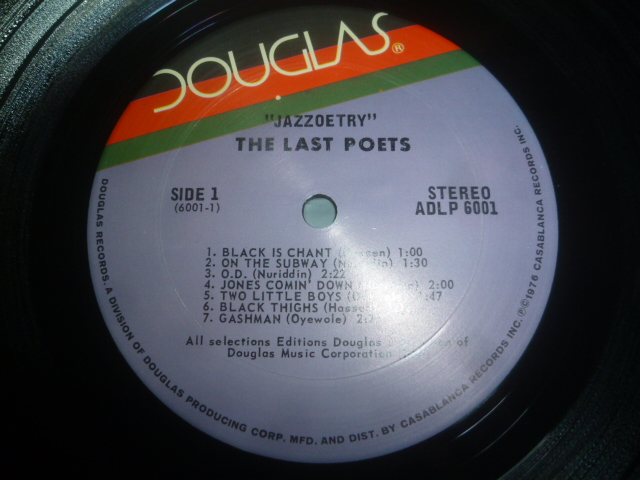 DOUGLAS®
"JAZZOETRY"
THE LAST POETS
SIDE 1
(6001-1)
STEREO
ADLP 6001
1. BLACK IS CHANT 1:00
2. ON THE SUBWAY 1:30
3. O.D. (Nuriddin) 2:22
4. JONES COMIN' DOWN 2:00
5. TWO LITTLE BOYS
6. BLACK THIGHS
7. GASHMAN (Oyewole)
All selections Editions Douglas of
Douglas Music Corporation
DOUGLAS RECORDS: A DIVISION OF DOUGLAS PRODUCING CORP. MFD. AND DIST. BY CASABLANCA RECORDS INC. ℗©1976 CASABLANCA RECORDS INC.